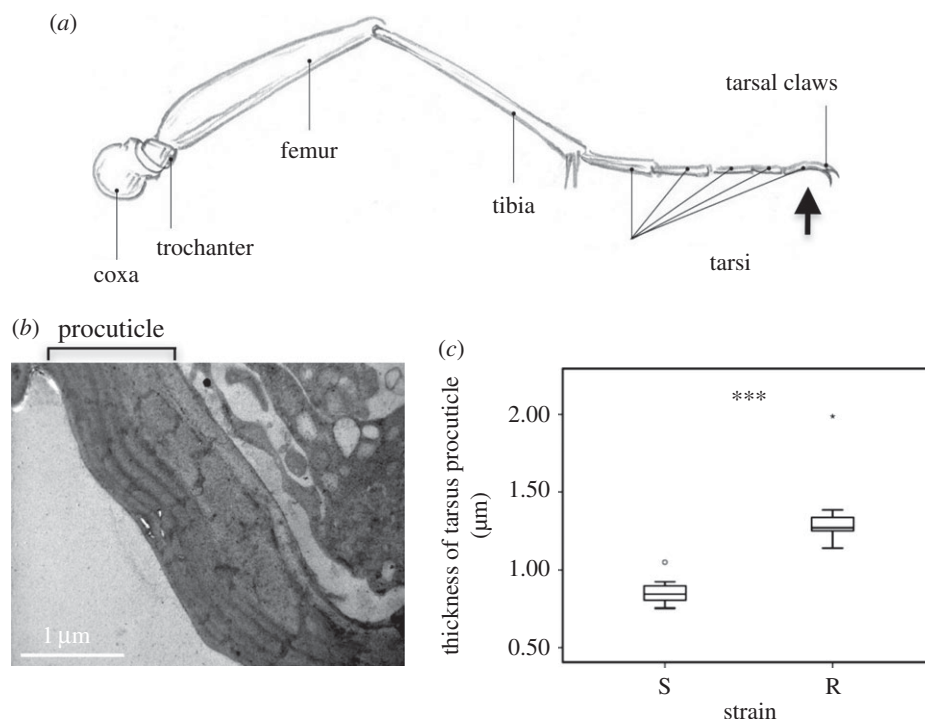 (a)
tarsal claws
femur
tibia
trochanter
coxa
tarsi
(b) procuticle
1 µm
(c)
thickness of tarsus procuticle
(µm)
***
2.00
*
1.50
1.00
0.50
S R
strain